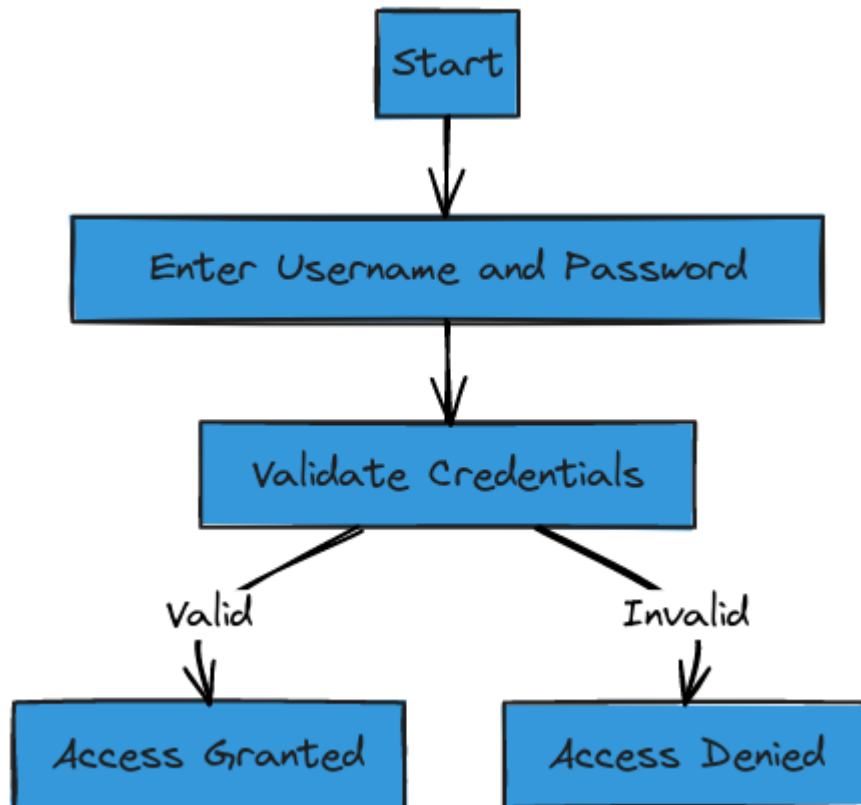 Start
Enter Username and Password
Validate Credentials
Valid
Invalid
Access Granted
Access Denied